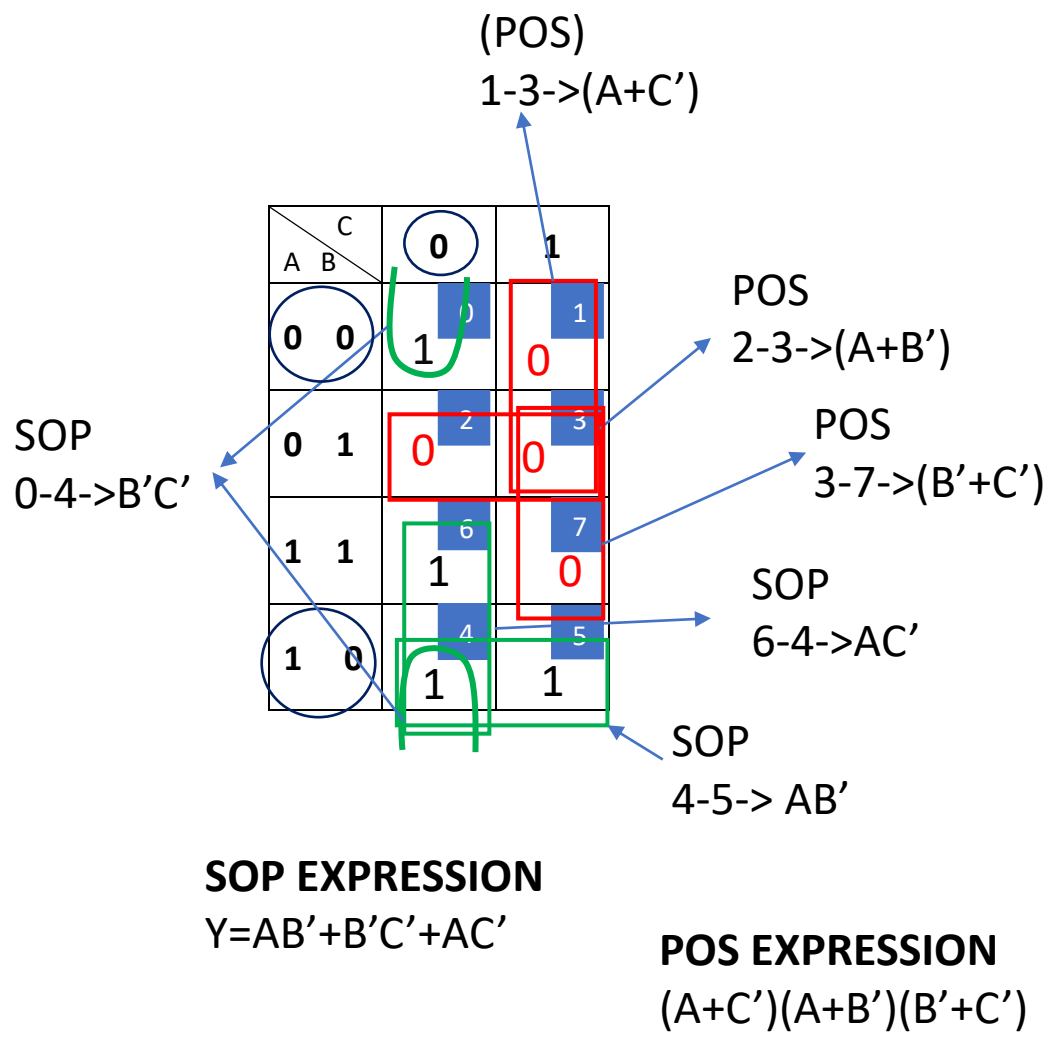 (POS)
1-3->(A+C’)
C
A B
0
1
0 0
0
1
1
0
POS
2-3->(A+B’)
0 1
2
0
3
0
SOP
0-4->B’C’
POS
3-7->(B’+C’)
1 1
6
1
7
0
SOP
6-4->AC’
1 0
4
1
5
1
SOP
4-5-> AB’
SOP EXPRESSION
Y=AB’+B’C’+AC’
POS EXPRESSION
(A+C’)(A+B’)(B’+C’)